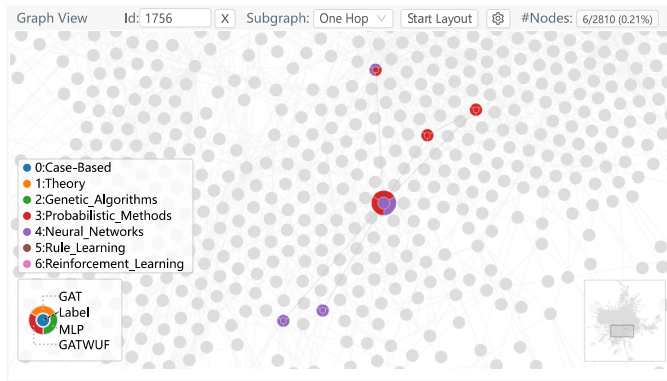 Graph View Id: 1756 X Subgraph: One Hop Start Layout #Nodes: 6/2810 (0.21%)
0:Case-Based
1:Theory
2:Genetic_Algorithms
3:Probabilistic_Methods
4:Neural_Networks
5:Rule_Learning
6:Reinforcement_Learning
GAT
Label
MLP
GATWUF